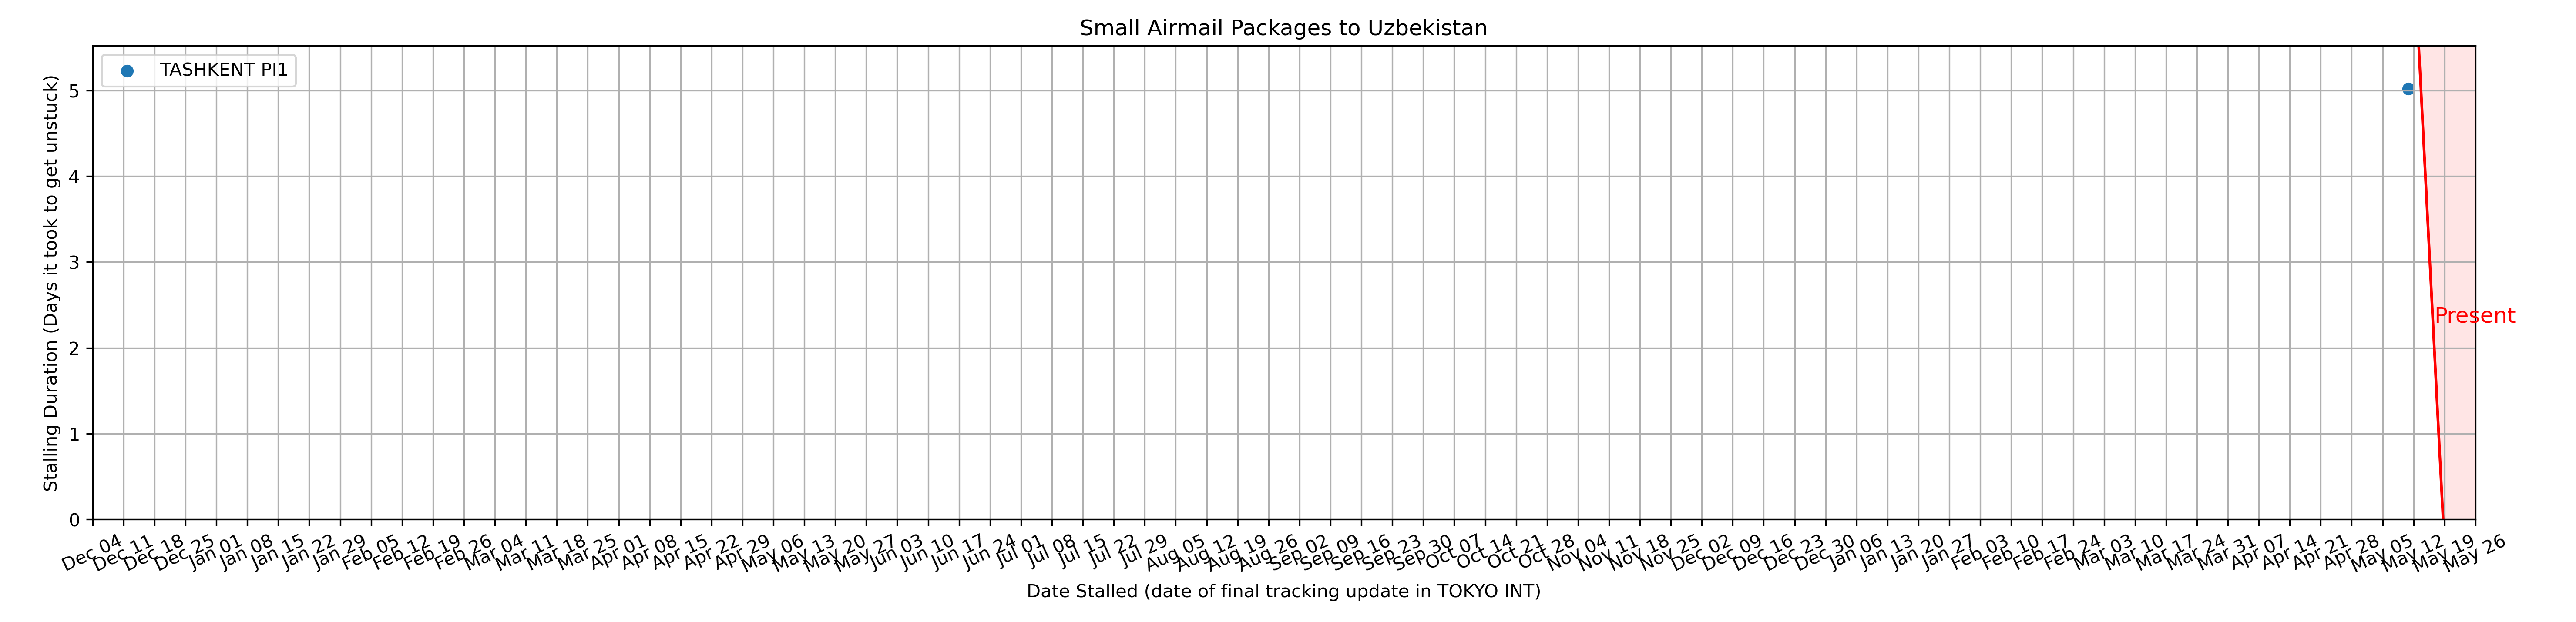 Small Airmail Packages to Uzbekistan
TASHKENT PI1
Stalling Duration (Days it took to get unstuck)
5
4
3
2
1
0
Present
Dec 04
Dec 11
Dec 18
Dec 25
Jan 01
Jan 08
Jan 15
Jan 22
Jan 29
Feb 05
Feb 12
Feb 19
Feb 26
Mar 04
Mar 11
Mar 18
Mar 25
Apr 01
Apr 08
Apr 15
Apr 22
Apr 29
May 06
May 13
May 20
May 27
Jun 03
Jun 10
Jun 17
Jun 24
Jul 01
Jul 08
Jul 15
Jul 22
Jul 29
Aug 05
Aug 12
Aug 19
Aug 26
Sep 02
Sep 09
Sep 16
Sep 23
Sep 30
Oct 07
Oct 14
Oct 21
Oct 28
Nov 04
Nov 11
Nov 18
Nov 25
Dec 02
Dec 09
Dec 16
Dec 23
Dec 30
Jan 06
Jan 13
Jan 20
Jan 27
Feb 03
Feb 10
Feb 17
Feb 24
Mar 03
Mar 10
Mar 17
Mar 24
Mar 31
Apr 07
Apr 14
Apr 21
Apr 28
May 05
May 12
May 19
May 26
Date Stalled (date of final tracking update in TOKYO INT)